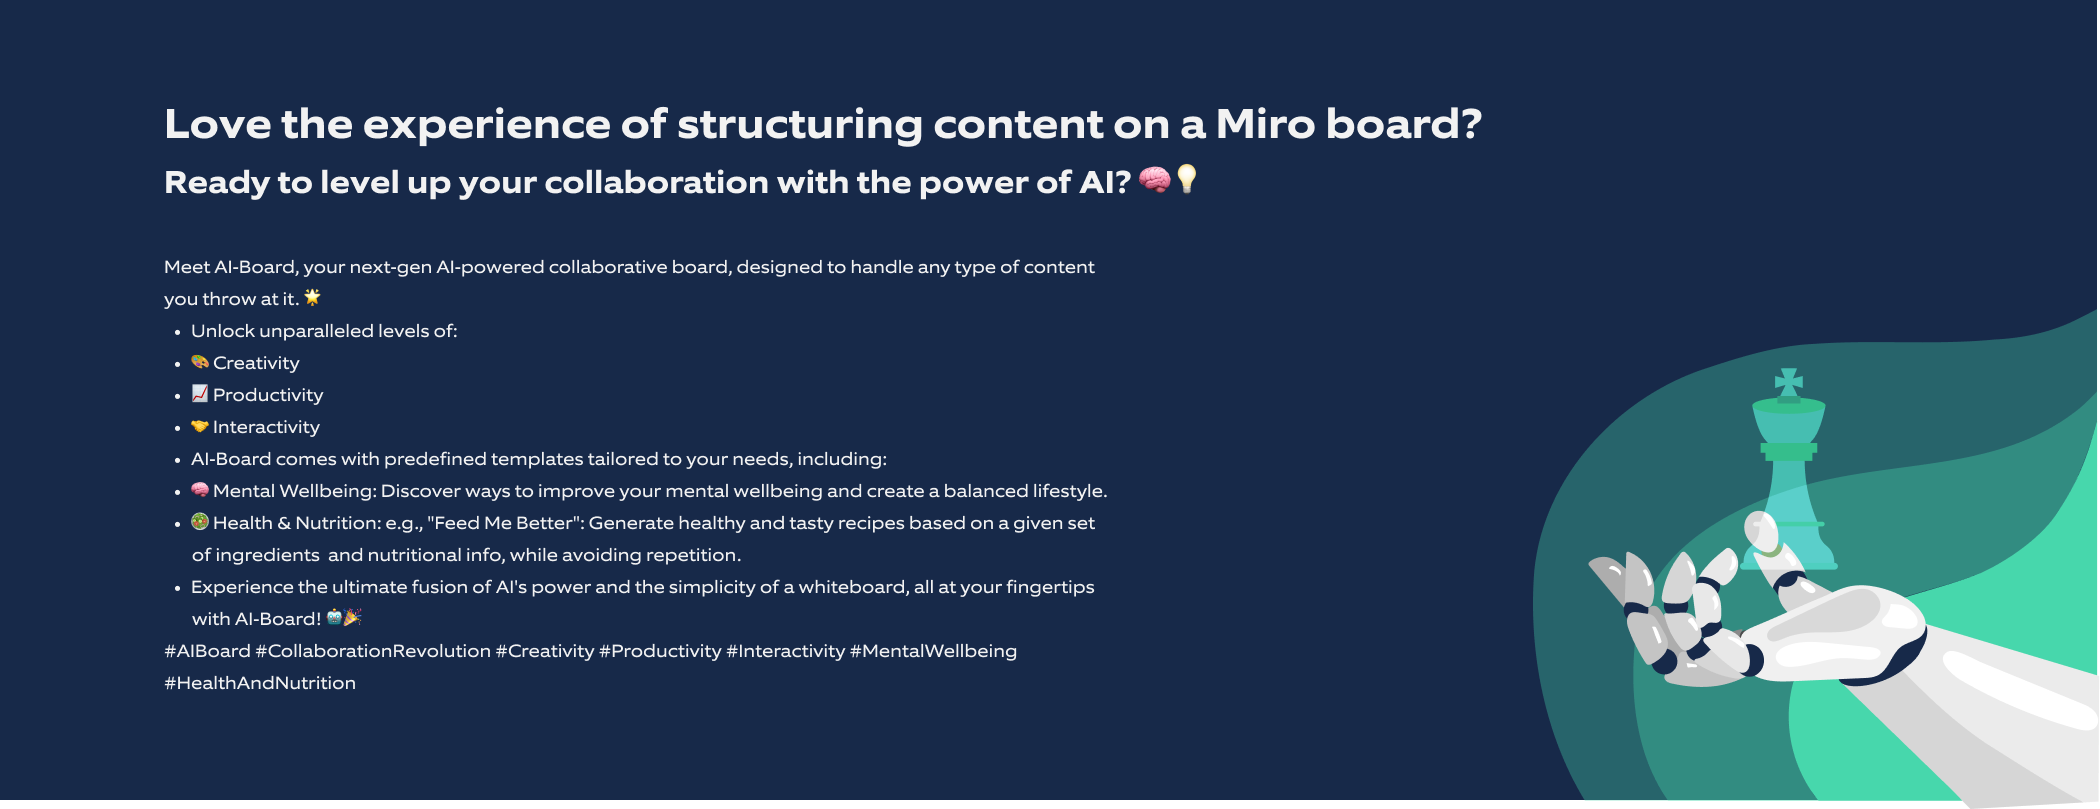 Love the experience of structuring content on a Miro board?
Ready to level up your collaboration with the power of AI? 🧠💡
Meet AI-Board, your next-gen AI-powered collaborative board, designed to handle any type of content
you throw at it. 🌟
• Unlock unparalleled levels of:
• 🎨 Creativity
• 📈 Productivity
• 🤝 Interactivity
• AI-Board comes with predefined templates tailored to your needs, including:
• 🧠 Mental Wellbeing: Discover ways to improve your mental wellbeing and create a balanced lifestyle.
• 🥗 Health & Nutrition: e.g., "Feed Me Better": Generate healthy and tasty recipes based on a given set
of ingredients  and nutritional info, while avoiding repetition.
• Experience the ultimate fusion of AI's power and the simplicity of a whiteboard, all at your fingertips
with AI-Board! 🤖🎉
#AIBoard #CollaborationRevolution #Creativity #Productivity #Interactivity #MentalWellbeing
#HealthAndNutrition